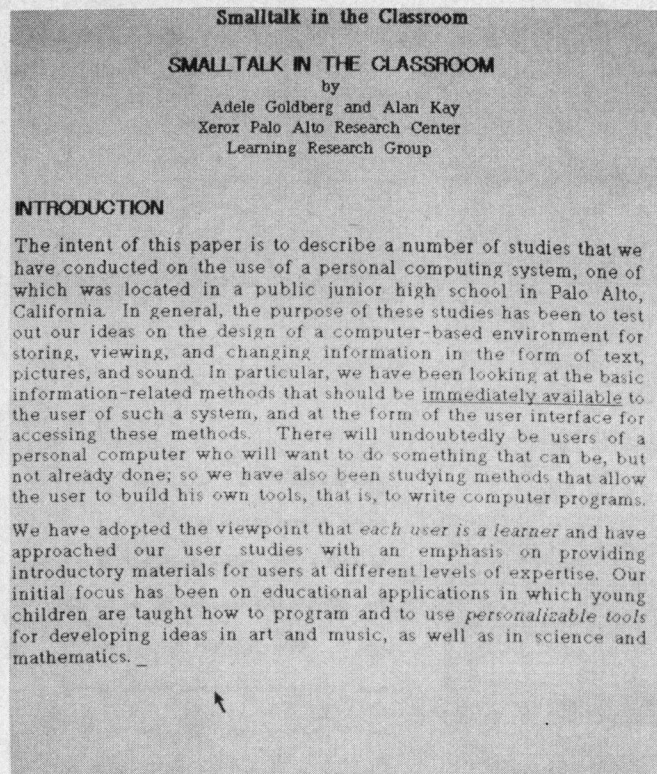 Smalltalk in the Classroom
SMALLTALK IN THE CLASSROOM
by
Adele Goldberg and Alan Kay
Xerox Palo Alto Research Center
Learning Research Group
INTRODUCTION
The intent of this paper is to describe a number of studies that we
have conducted on the use of a personal computing system, one of
which was located in a public junior high school in Palo Alto,
California. In general, the purpose of these studies has been to test
out our ideas on the design of a computer-based environment for
storing, viewing, and changing information in the form of text,
pictures, and sound. In particular, we have been looking at the basic
information-related methods that should be immediately available to
the user of such a system, and at the form of the user interface for
accessing these methods. There will undoubtedly be users of a
personal computer who will want to do something that can be, but
not already done; so we have also been studying methods that allow
the user to build his own tools, that is, to write computer programs.
We have adopted the viewpoint that each user is a learner and have
approached our user studies with an emphasis on providing
introductory materials for users at different levels of expertise. Our
initial focus has been on educational applications in which young
children are taught how to program and to use personalizable tools
for developing ideas in art and music, as well as in science and
mathematics. _